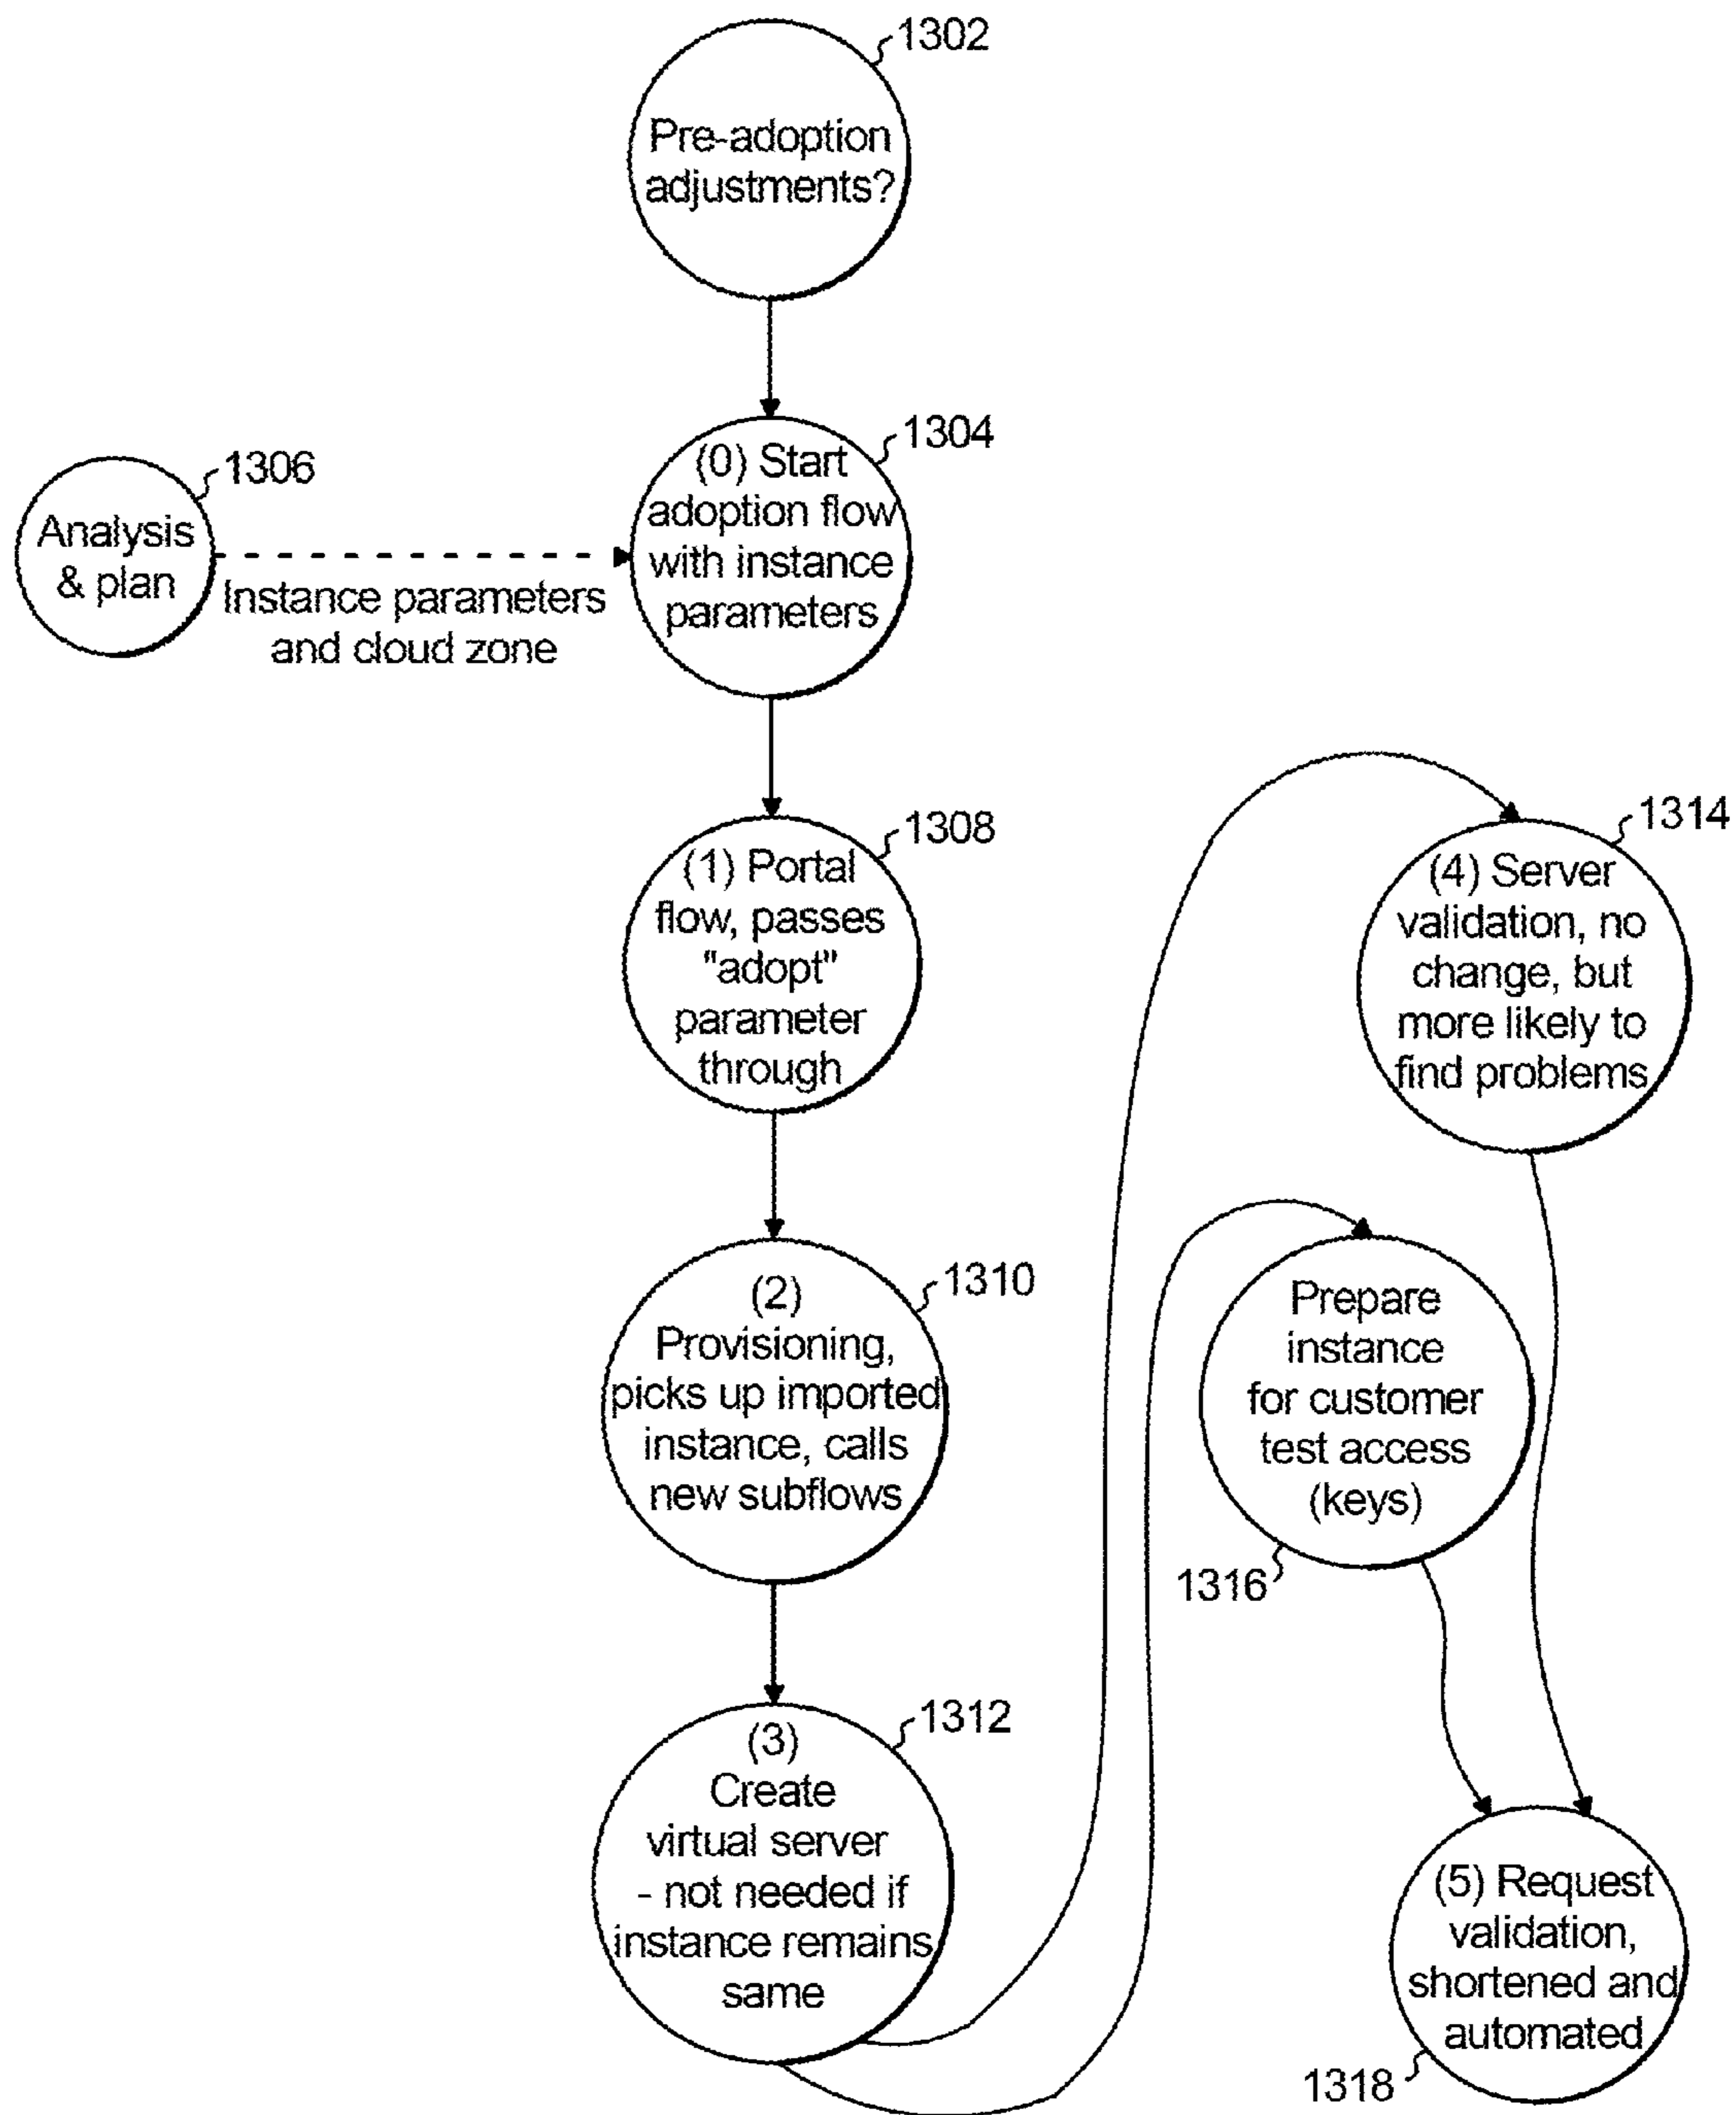 1302
Pre-adoption
adjustments?
1304
(0) Start
adoption flow
with instance
parameters
1306
Analysis
& plan
Instance parameters
and cloud zone
1308
(1) Portal
flow, passes
"adopt"
parameter
through
1314
(4) Server
validation, no
change, but
more likely to
find problems
1310
(2)
Provisioning,
picks up imported
instance, calls
new subflows
Prepare
instance
for customer
test access
(keys)
1316
1312
(3)
Create
virtual server
- not needed if
instance remains
same
(5) Request
validation,
shortened and
automated
1318